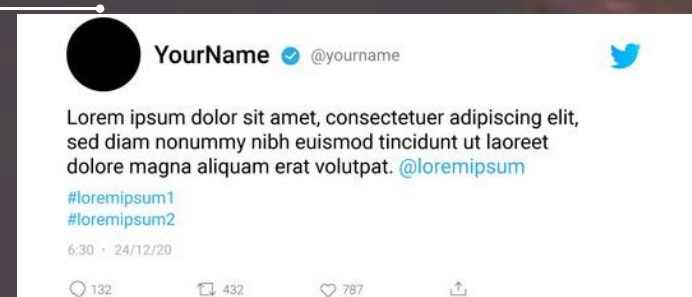 YourName @yourname
Lorem ipsum dolor sit amet, consectetuer adipiscing elit,
sed diam nonummy nibh euismod tincidunt ut laoreet
dolore magna aliquam erat volutpat. @loremipsum
#loremipsum1
#loremipsum2
6:30 · 24/12/20
132 432 787